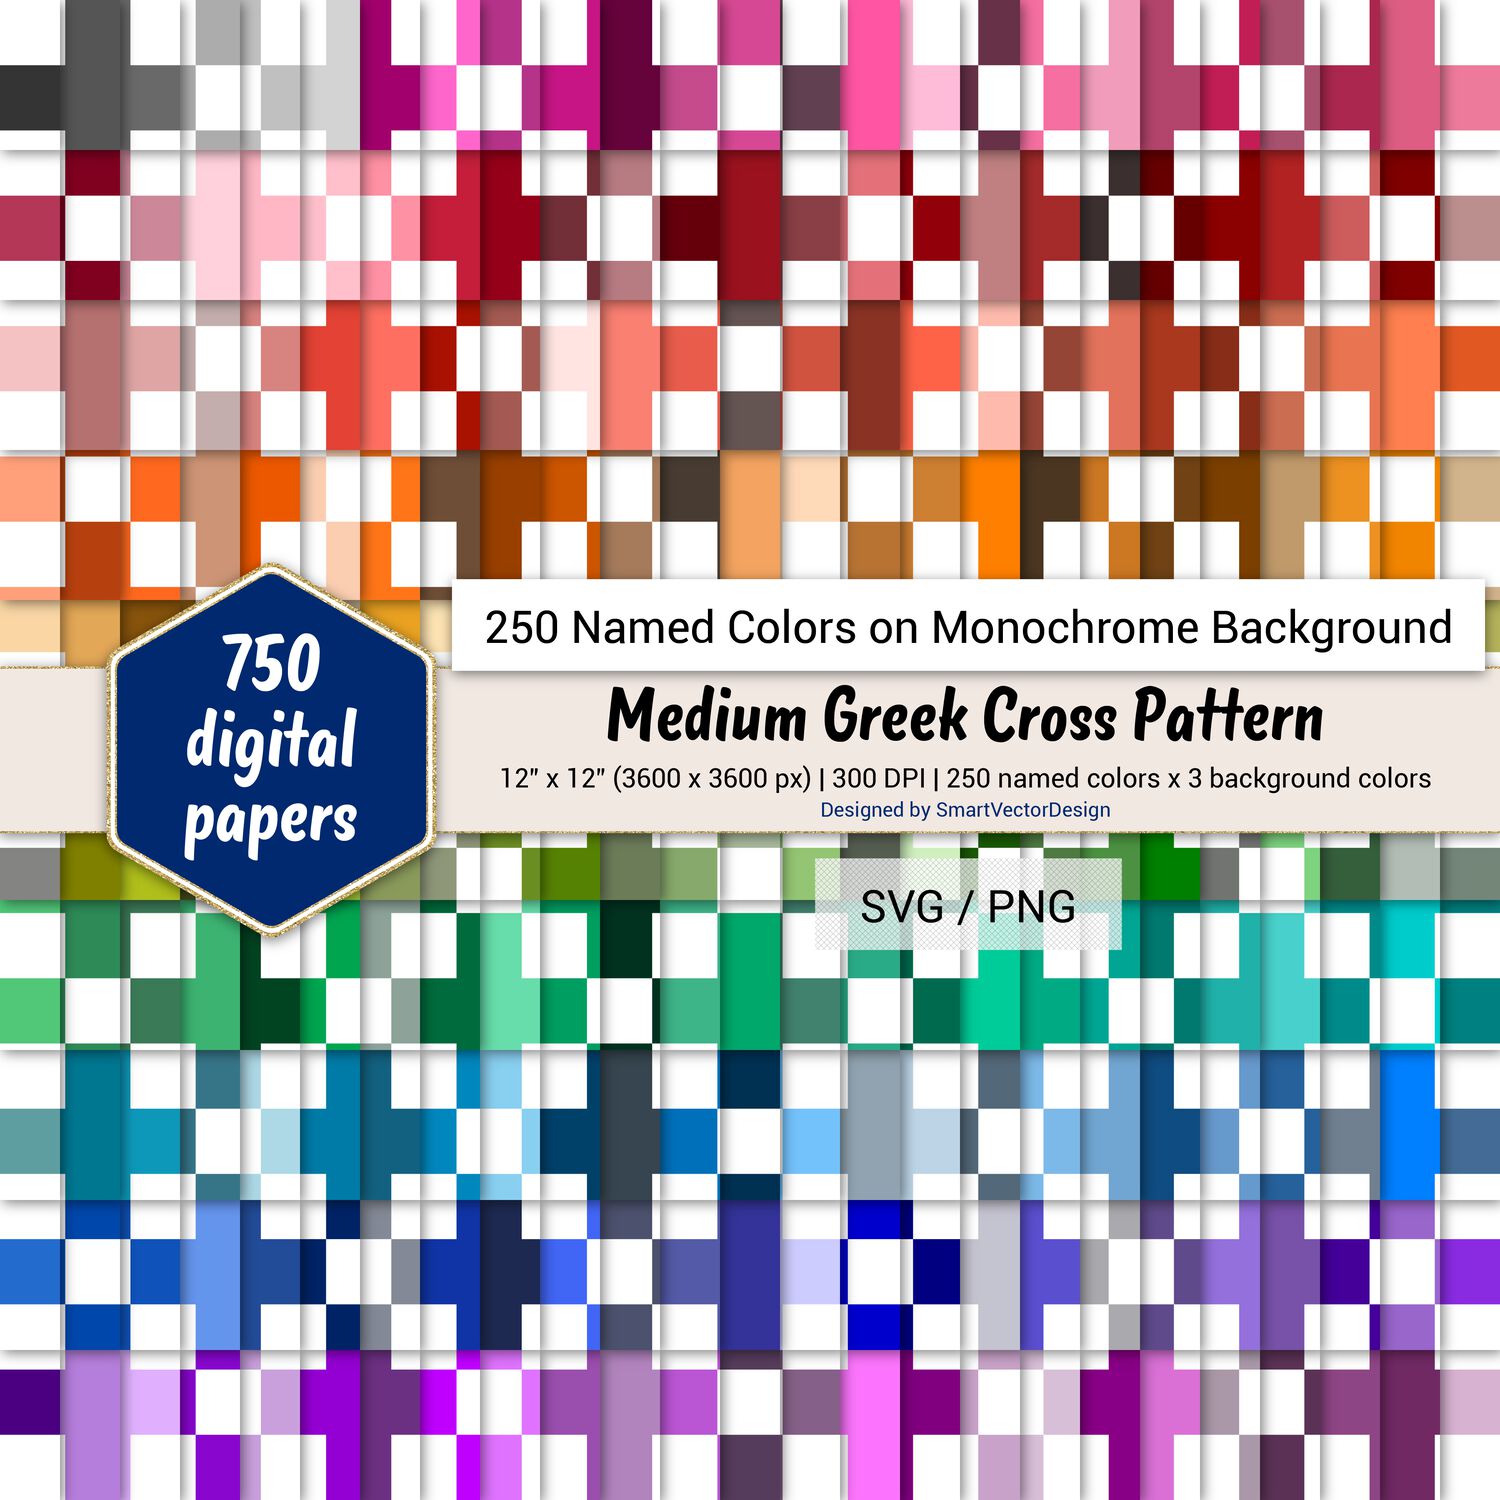 250 Named Colors on Monochrome Background
750
digital
papers
Medium Greek Cross Pattern
12" x 12" (3600 x 3600 px) | 300 DPI | 250 named colors x 3 background colors
Designed by SmartVectorDesign
SVG / PNG